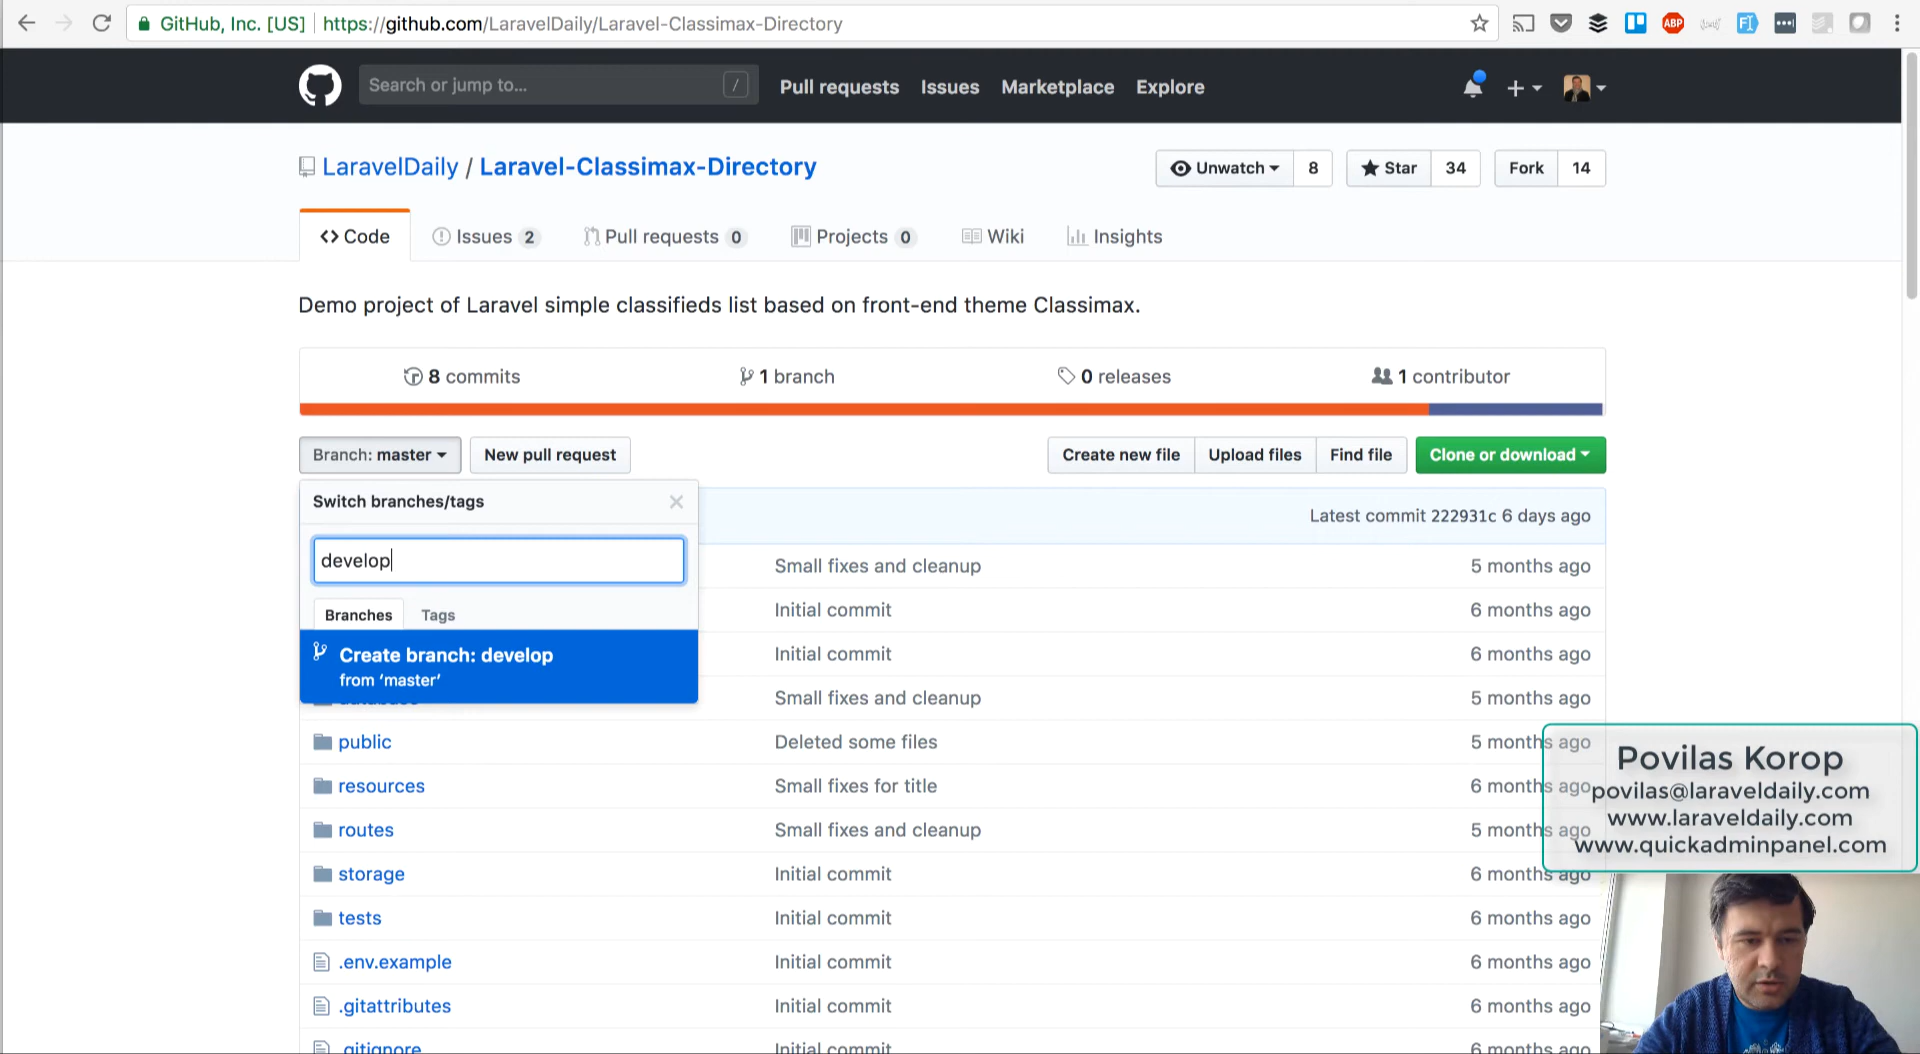 GitHub, Inc. [US] | https://github.com/LaravelDaily/Laravel-Classimax-Directory
ABP
Search or jump to... /
Pull requests Issues Marketplace Explore
LaravelDaily / Laravel-Classimax-Directory
Unwatch 8 Star 34 Fork 14
Code Issues 2 Pull requests 0 Projects 0 Wiki Insights
Demo project of Laravel simple classifieds list based on front-end theme Classimax.
8 commits 1 branch 0 releases 1 contributor
Branch: master New pull request Create new file Upload files Find file Clone or download
Switch branches/tags
Latest commit 222931c 6 days ago
develop
Small fixes and cleanup 5 months ago
Initial commit 6 months ago
Branches Tags
Create branch: develop
from ‘master’
Initial commit 6 months ago
Small fixes and cleanup 5 months ago
public Deleted some files 5 months ago
resources Small fixes for title 6 months ago
routes Small fixes and cleanup 5 months ago
storage Initial commit 6 months ago
tests Initial commit 6 months ago
.env.example Initial commit 6 months ago
.gitattributes Initial commit 6 months ago
.gitignore Initial commit 6 months ago
Povilas Korop
povilas@laraveldaily.com
www.laraveldaily.com
www.quickadminpanel.com